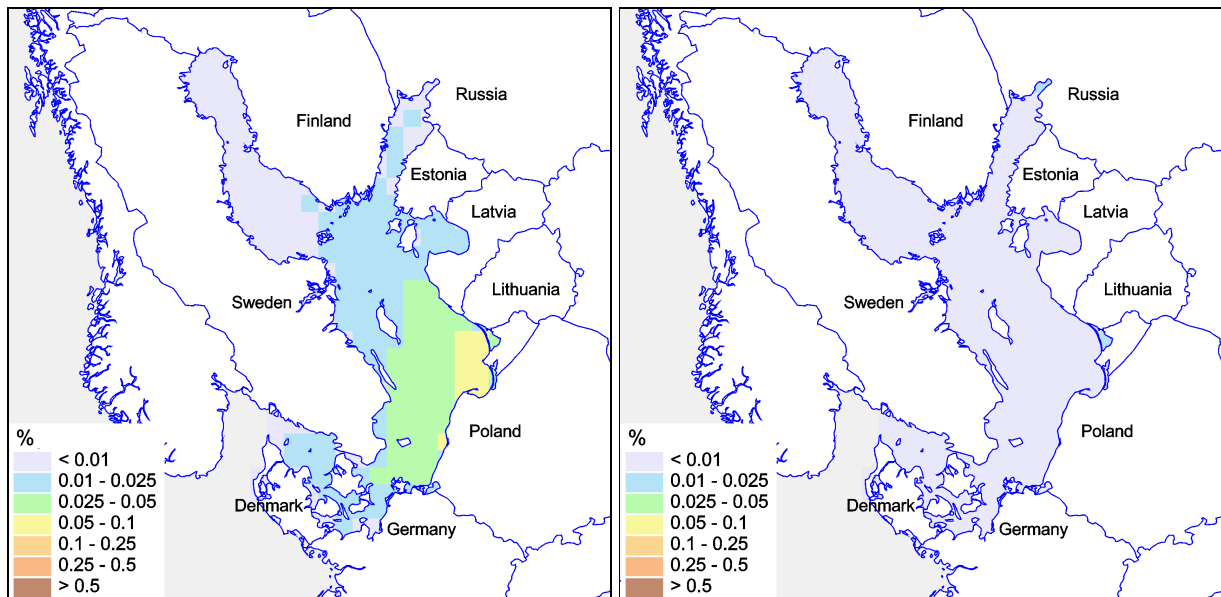 Russia
Finland
Estonia
Latvia
Lithuania
Sweden
Poland
%
< 0.01
0.01 - 0.025
0.025 - 0.05
0.05 - 0.1
0.1 - 0.25
0.25 - 0.5
> 0.5
Denmark
Germany
Russia
Finland
Estonia
Latvia
Lithuania
Sweden
Poland
%
< 0.01
0.01 - 0.025
0.025 - 0.05
0.05 - 0.1
0.1 - 0.25
0.25 - 0.5
> 0.5
Denmark
Germany